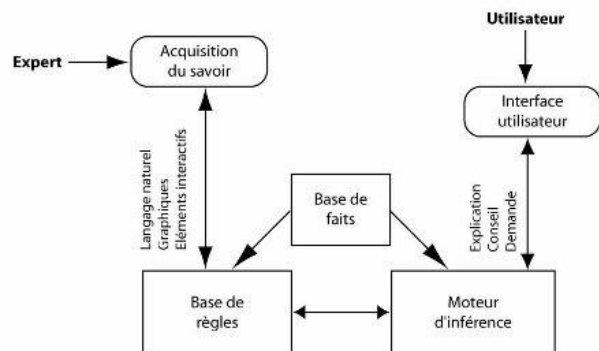 Utilisateur
Expert
Acquisition
du savoir
Interface
utilisateur
Langage naturel
Graphiques
Eléments interactifs
Base de
faits
Explication
Conseil
Demande
Base de
règles
Moteur
d'inférence